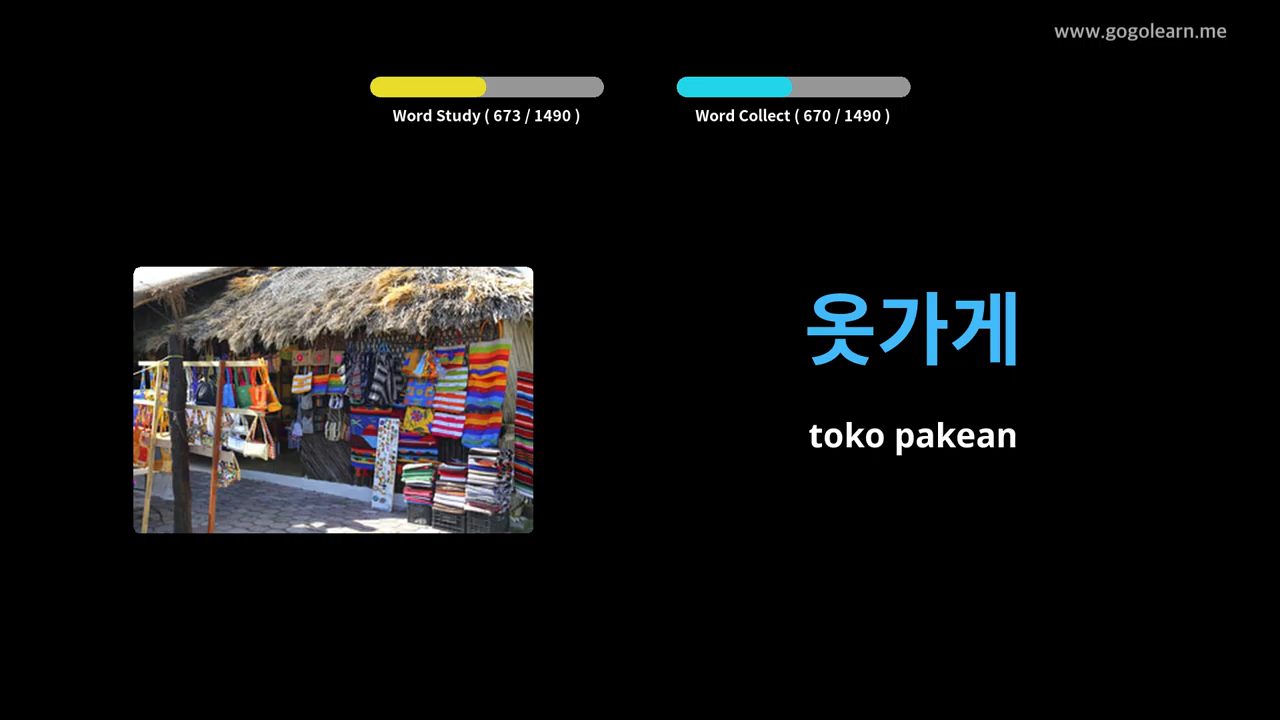 www.gogolearn.me
Word Study ( 673 / 1490 )
Word Collect ( 670 / 1490 )
옷가게
toko pakean